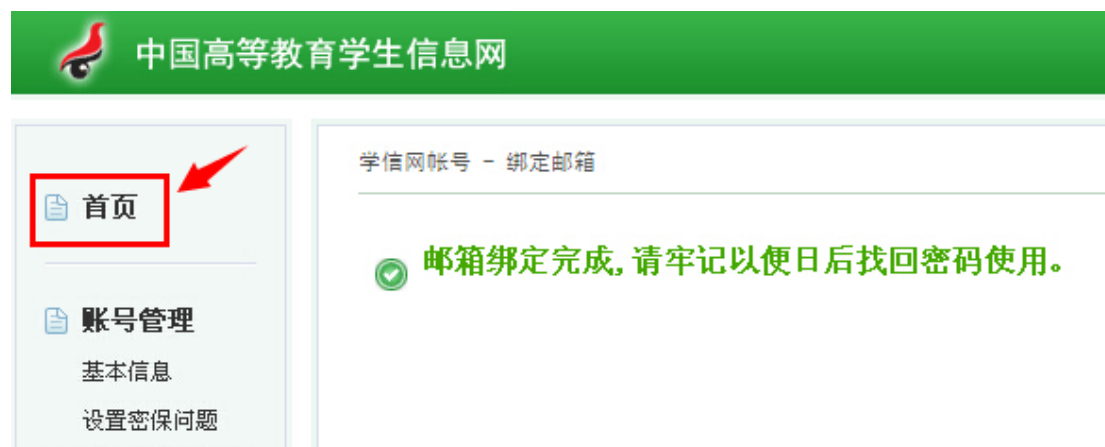 中国高等教育学生信息网
学信网帐号 - 绑定邮箱
首页
邮箱绑定完成,请牢记以便日后找回密码使用。
账号管理
基本信息
设置密保问题